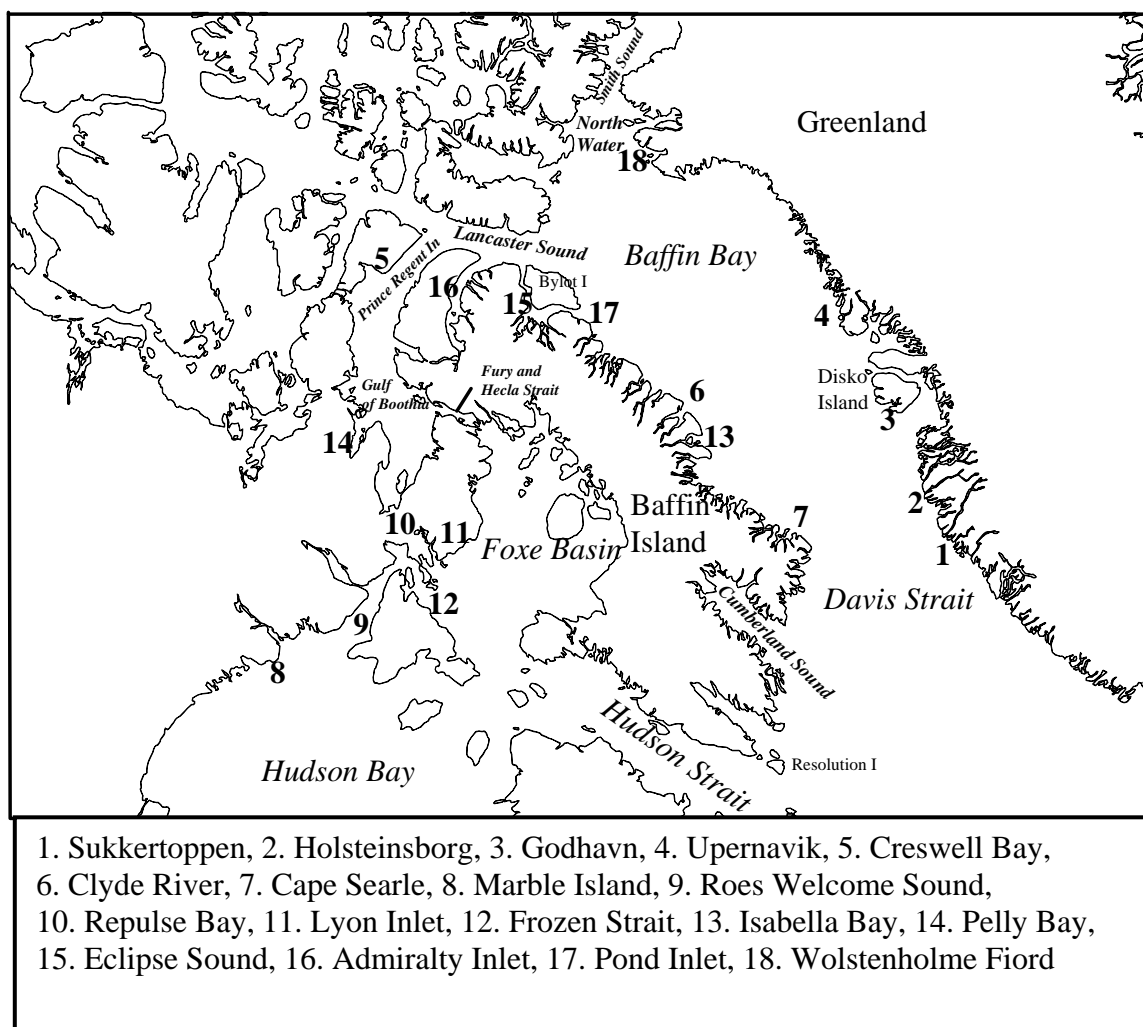 Smith Sound
North
Water
18
Greenland
5
Prince Regent In
Lancaster Sound
Baffin Bay
16
Bylot I
15
17
4
Gulf
of Boothia
Fury and
Hecla Strait
Disko
Island
3
6
14
13
2
10
11
Foxe Basin
Baffin
Island
7
1
12
9
Cumberland Sound
Davis Strait
8
Hudson Bay
Hudson Strait
Resolution I
1. Sukkertoppen, 2. Holsteinsborg, 3. Godhavn, 4. Upernavik, 5. Creswell Bay,
6. Clyde River, 7. Cape Searle, 8. Marble Island, 9. Roes Welcome Sound,
10. Repulse Bay, 11. Lyon Inlet, 12. Frozen Strait, 13. Isabella Bay, 14. Pelly Bay,
15. Eclipse Sound, 16. Admiralty Inlet, 17. Pond Inlet, 18. Wolstenholme Fiord